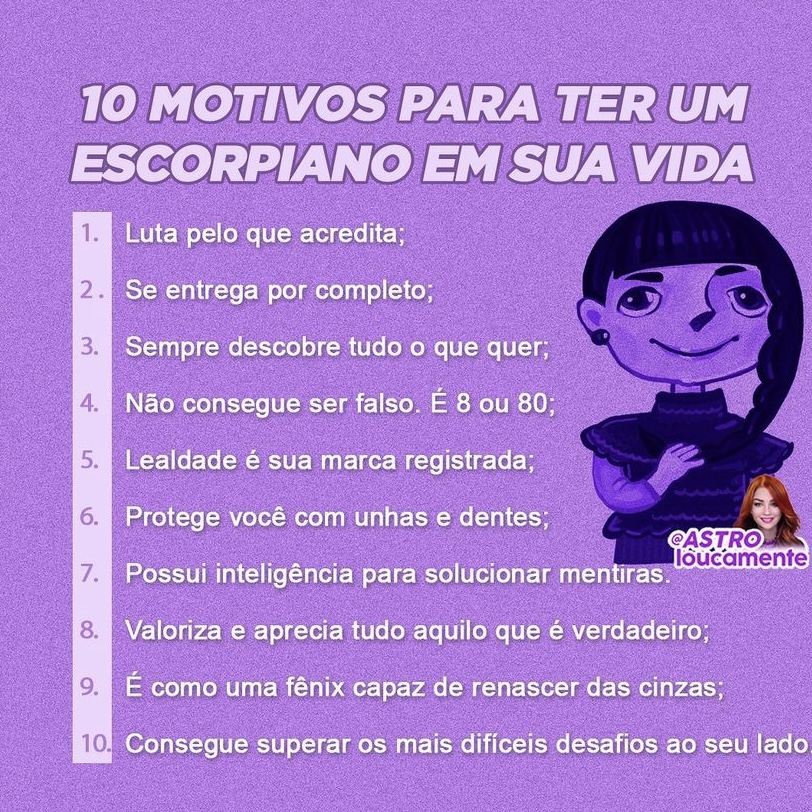 10 MOTIVOS PARA TER UM
ESCORPIANO EM SUA VIDA
1. Luta pelo que acredita;
2. Se entrega por completo;
3. Sempre descobre tudo o que quer;
4. Não consegue ser falso. É 8 ou 80;
5. Lealdade é sua marca registrada;
6. Protege você com unhas e dentes;
@ASTRO
loucamente
7. Possui inteligência para solucionar mentiras.
8. Valoriza e aprecia tudo aquilo que é verdadeiro;
9. É como uma fênix capaz de renascer das cinzas;
10. Consegue superar os mais difíceis desafios ao seu lado.